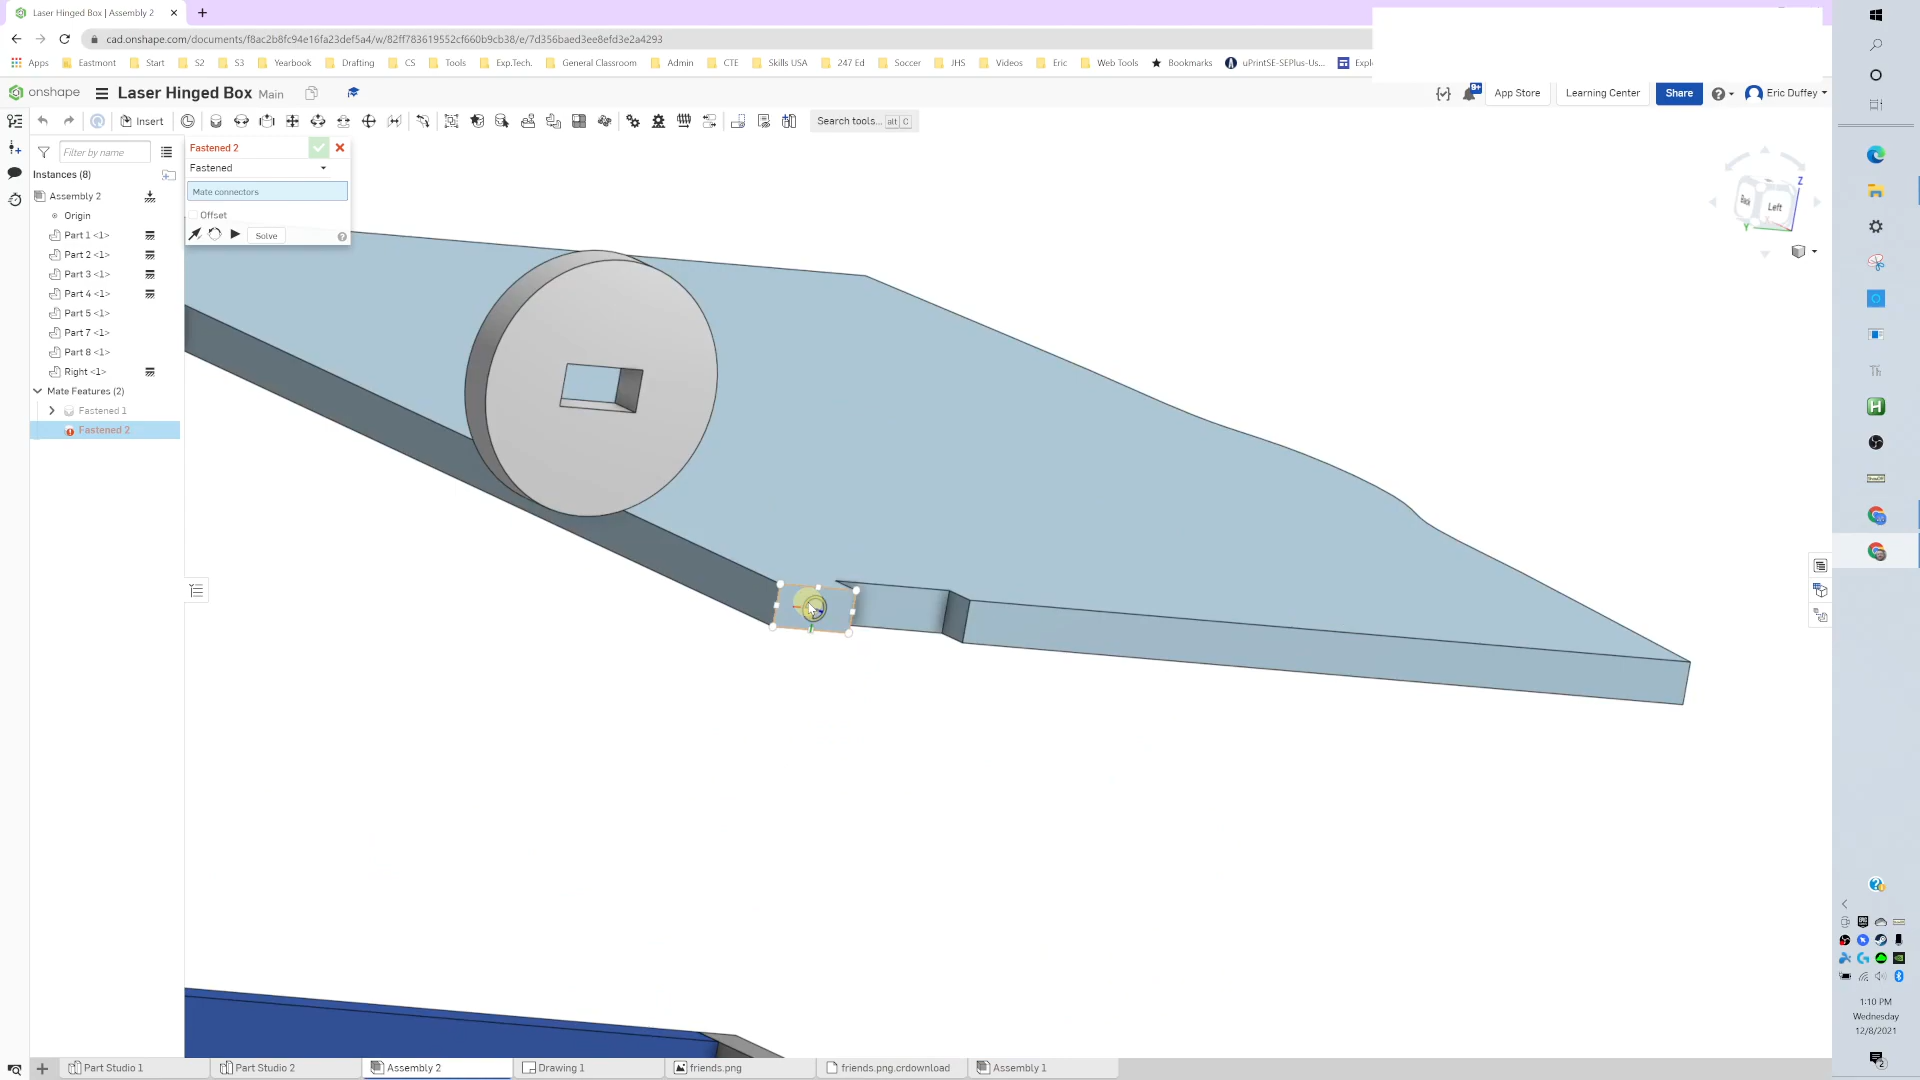 Laser Hinged Box | Assembly 2
cad.onshape.com/documents/f8ac2b8fc94e16fa23def5a4/w/82ff783619552cf660b9cb38/e/7d356baed3ee8efd3e2a4293
Apps Eastmont Start S2 S3 Yearbook Drafting CS Tools Exp.Tech. General Classroom Admin CTE Skills USA 247 Ed Soccer JHS Videos Eric Web Tools Bookmarks uPrintSE-SEPlus-Us... Expl
onshape Laser Hinged Box Main 9+ App Store Learning Center Share Eric Duffey
Insert Search tools... alt C
Fastened 2
Filter by name
Fastened
Instances (8)
Mate connectors
Assembly 2
Origin
Offset
Part 1 <1>
Solve
Part 2 <1>
Part 3 <1>
Part 4 <1>
Part 5 <1>
Part 7 <1>
Part 8 <1>
Right <1>
Mate Features (2)
Fastened 1
Fastened 2
Back Left Z Y
Th
H
1:10 PM
Wednesday
12/8/2021
2
Part Studio 1 Part Studio 2 Assembly 2 Drawing 1 friends.png friends.png.crdownload Assembly 1